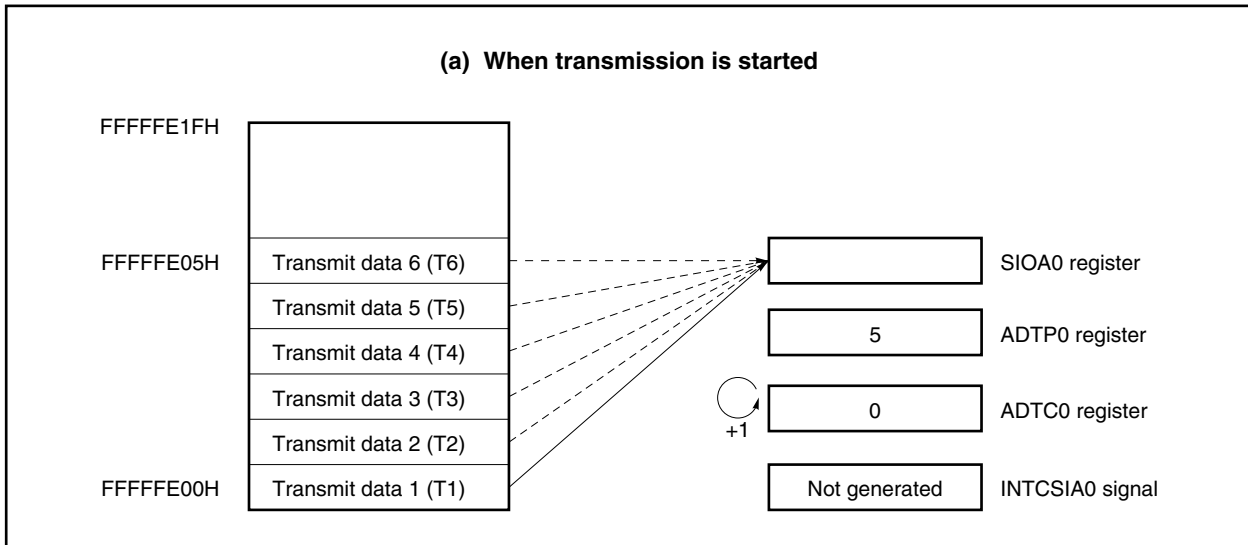 (a) When transmission is started
FFFFFE1FH
FFFFFE05H Transmit data 6 (T6) SIOA0 register
Transmit data 5 (T5) 5 ADTP0 register
Transmit data 4 (T4)
Transmit data 3 (T3) 0 ADTC0 register
+1
Transmit data 2 (T2)
FFFFFE00H Transmit data 1 (T1) Not generated INTCSIA0 signal